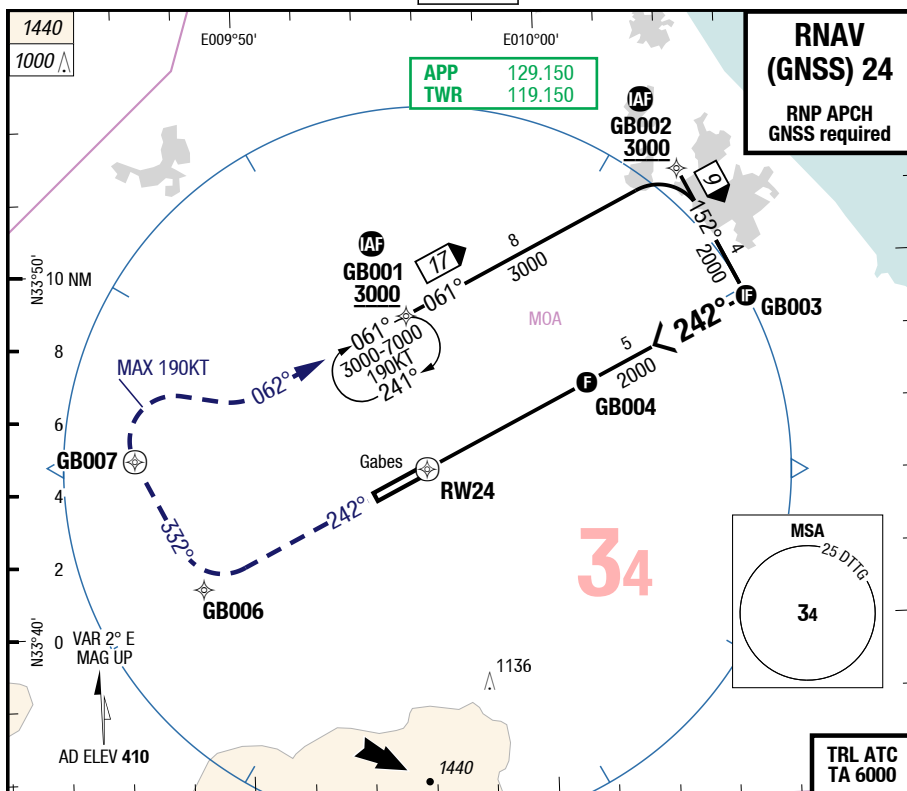 1440
1000
E009°50'
E010°00'
RNAV
(GNSS) 24
RNP APCH
GNSS required
APP 129.150
TWR 119.150
IAF
GB002
3000
9
152°
4
2000
IAF
GB001
3000
17
061°
8
3000
N33°50'
10 NM
8
6
4
2
0
N33°40'
061°
3000-7000
190KT
241°
MOA
IF
GB003
242°
5
2000
F
GB004
MAX 190KT
062°
GB007
Gabes
RW24
242°
332°
GB006
34
MSA
25 DTTG
34
VAR 2° E
MAG UP
AD ELEV 410
1136
1440
TRL ATC
TA 6000